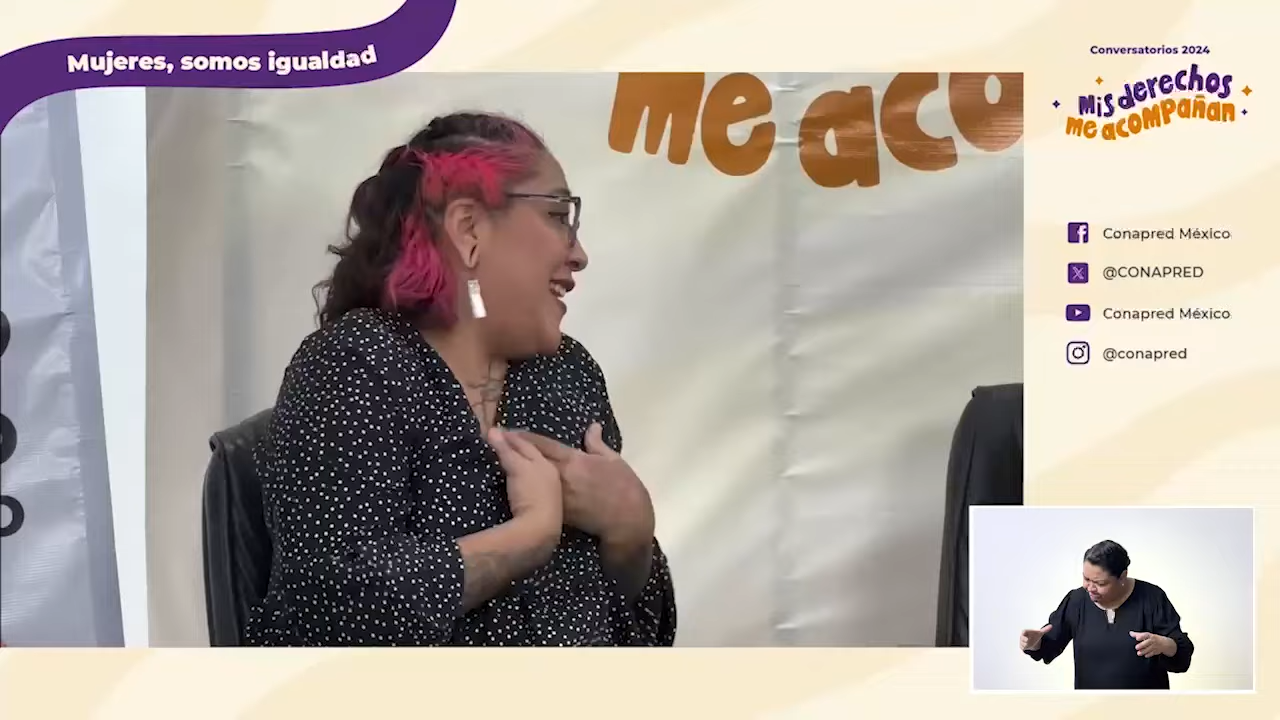 Mujeres, somos igualdad
Conversatorios 2024
Mis derechos
me acompañan
me aco
Conapred México
@CONAPRED
Conapred México
@conapred